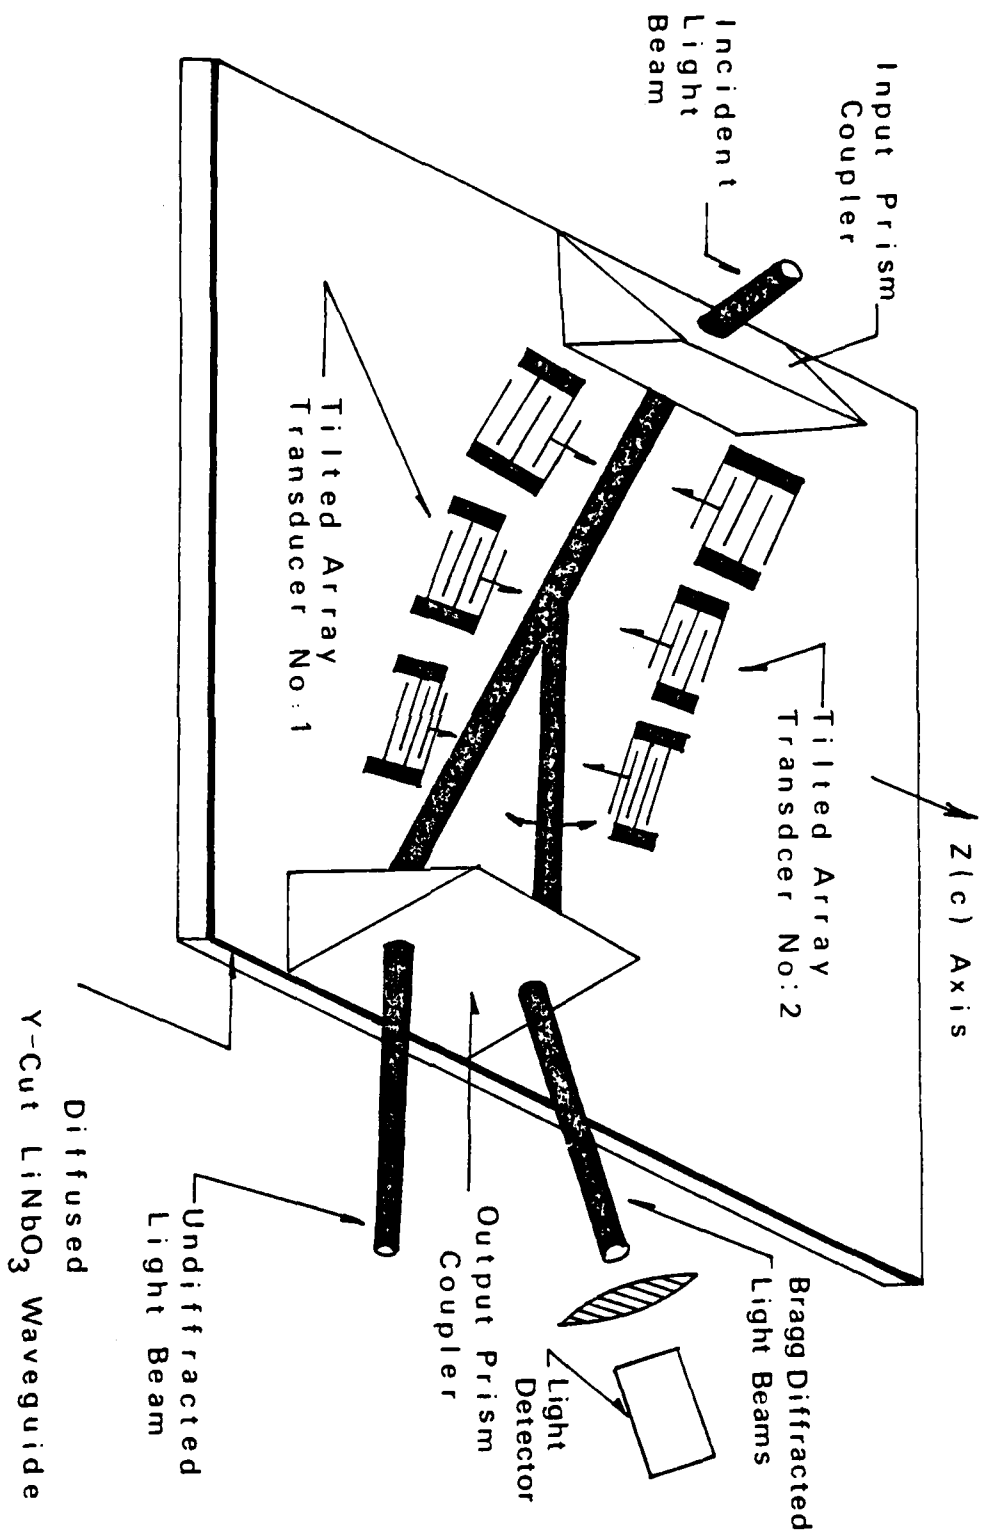 Input Prism
Coupler
Incident
Light
Beam
Z(c) Axis
Tilted Array
Transdcer No:2
Tilted Array
Transducer No:1
Bragg Diffracted
Light Beams
Light
Detector
Output Prism
Coupler
Undiffracted
Light Beam
Diffused
Y-Cut LiNbO3 Waveguide